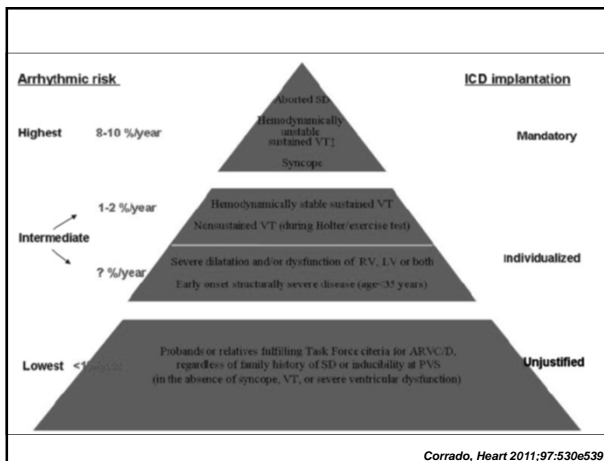 Arrhythmic risk
ICD implantation
Aborted SD
Hemodynamically
unstable
sustained VT‡
Syncope
Highest 8-10 %/year
Mandatory
1-2 %/year
Hemodynamically stable sustained VT
Nonsustained VT (during Holter/exercise test)
Intermediate
Individualized
? %/year
Severe dilatation and/or dysfunction of RV, LV or both
Early onset structurally severe disease (age<35 years)
Probands or relatives fulfilling Task Force criteria for ARVC/D,
regardless of family history of SD or inducibility at PVS
(in the absence of syncope, VT, or severe ventricular dysfunction)
Lowest
Unjustified
Corrado, Heart 2011;97:530e539